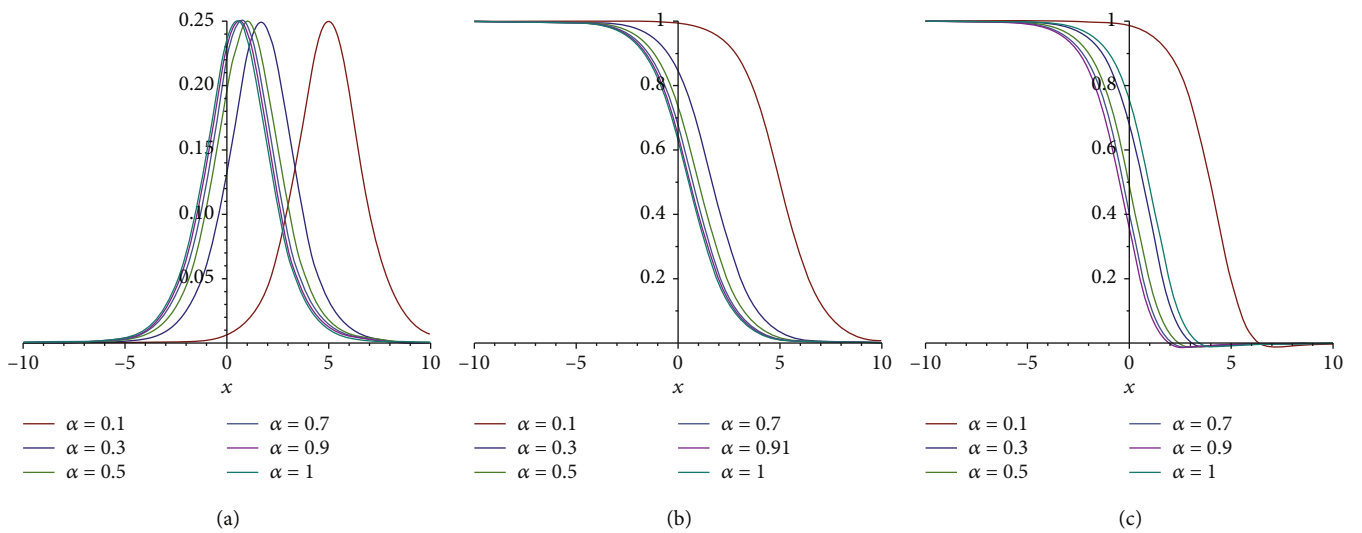 0.25
0.20
0.15
0.10
0.05
−10
−5
0
5
10
x
α = 0.1
α = 0.3
α = 0.5
α = 0.7
α = 0.9
α = 1
(a)
1
0.8
0.6
0.4
0.2
−10
−5
0
5
10
x
α = 0.1
α = 0.3
α = 0.5
α = 0.7
α = 0.91
α = 1
(b)
1
0.8
0.6
0.4
0.2
−10
−5
0
5
10
x
α = 0.1
α = 0.3
α = 0.5
α = 0.7
α = 0.9
α = 1
(c)